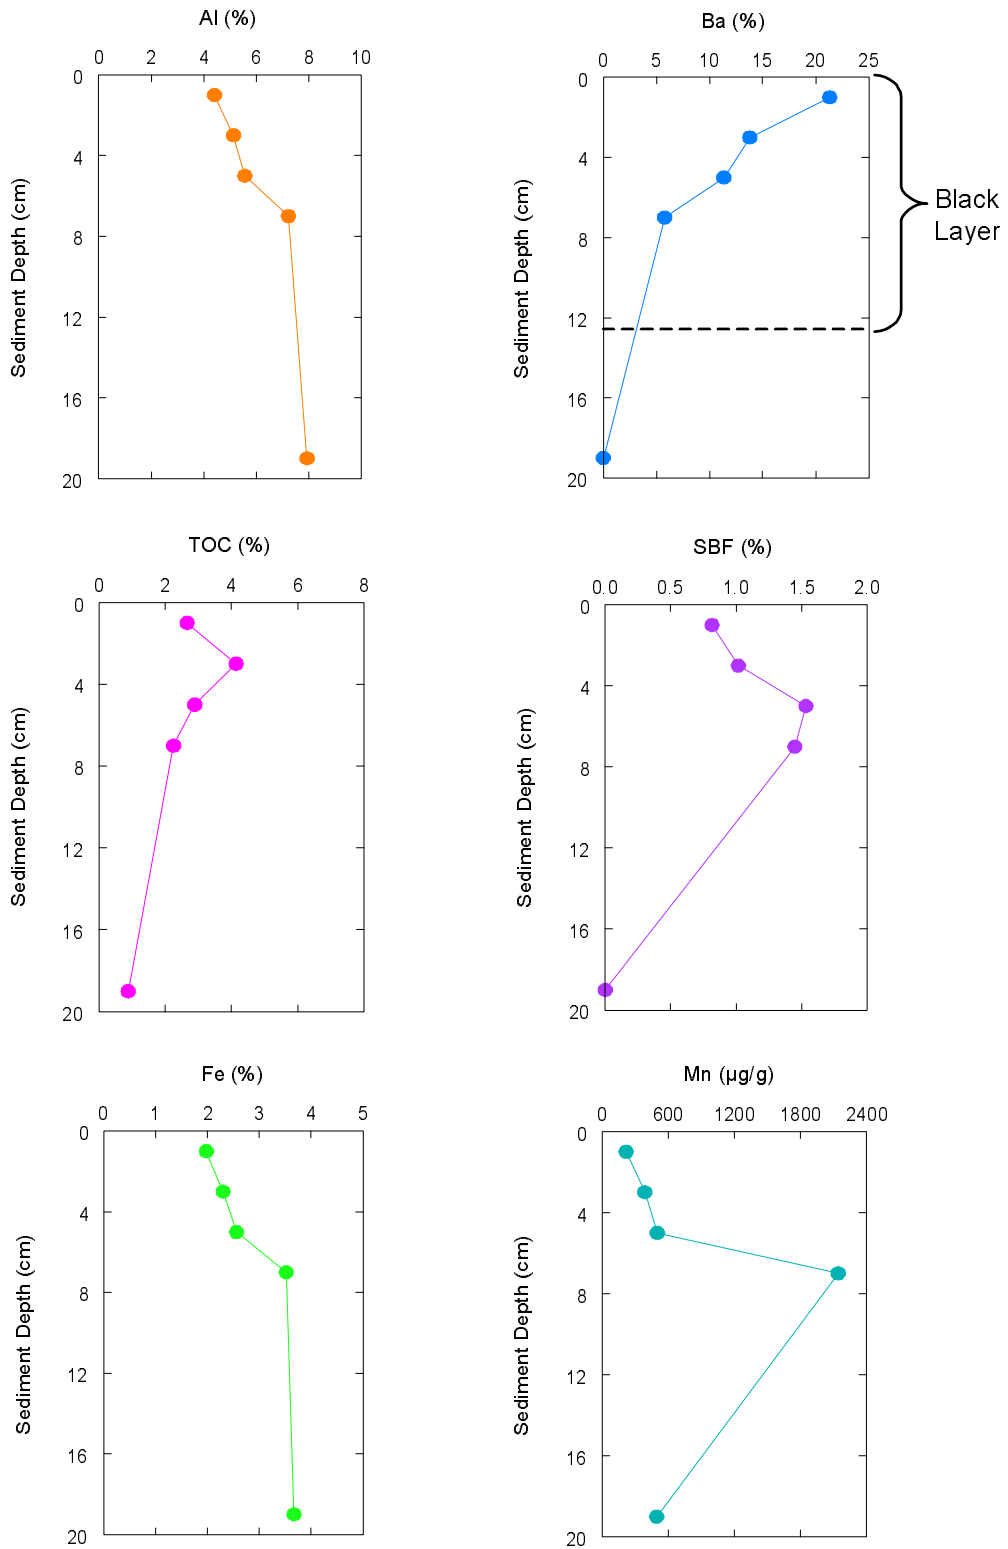 Al (%)
0 2 4 6 8 10
0
4
8
12
16
20
Sediment Depth (cm)
Ba (%)
0 5 10 15 20 25
0
4
8
12
16
20
Sediment Depth (cm)
Black
Layer
TOC (%)
0 2 4 6 8
0
4
8
12
16
20
Sediment Depth (cm)
SBF (%)
0.0 0.5 1.0 1.5 2.0
0
4
8
12
16
20
Sediment Depth (cm)
Fe (%)
0 1 2 3 4 5
0
4
8
12
16
20
Sediment Depth (cm)
Mn (µg/g)
0 600 1200 1800 2400
0
4
8
12
16
20
Sediment Depth (cm)